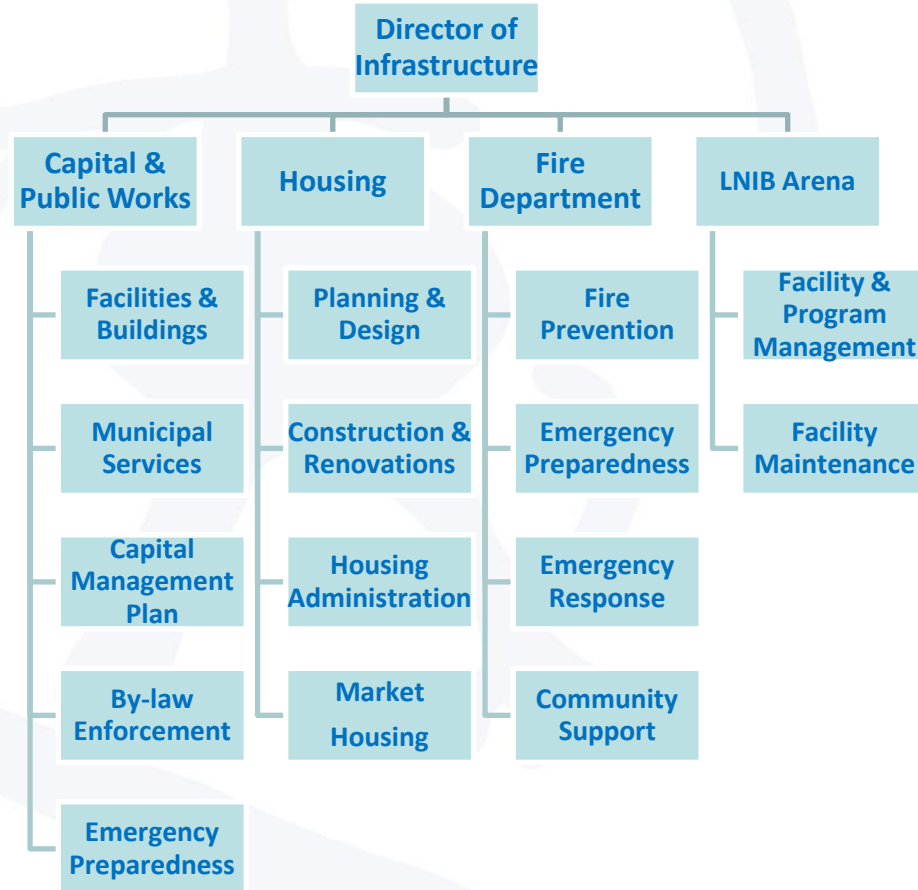 Director of
Infrastructure
Capital &
Public Works
Housing
Fire
Department
LNIB Arena
Facilities &
Buildings
Municipal
Services
Capital
Management
Plan
By-law
Enforcement
Emergency
Preparedness
Planning &
Design
Construction &
Renovations
Housing
Administration
Market
Housing
Fire
Prevention
Emergency
Preparedness
Emergency
Response
Community
Support
Facility &
Program
Management
Facility
Maintenance